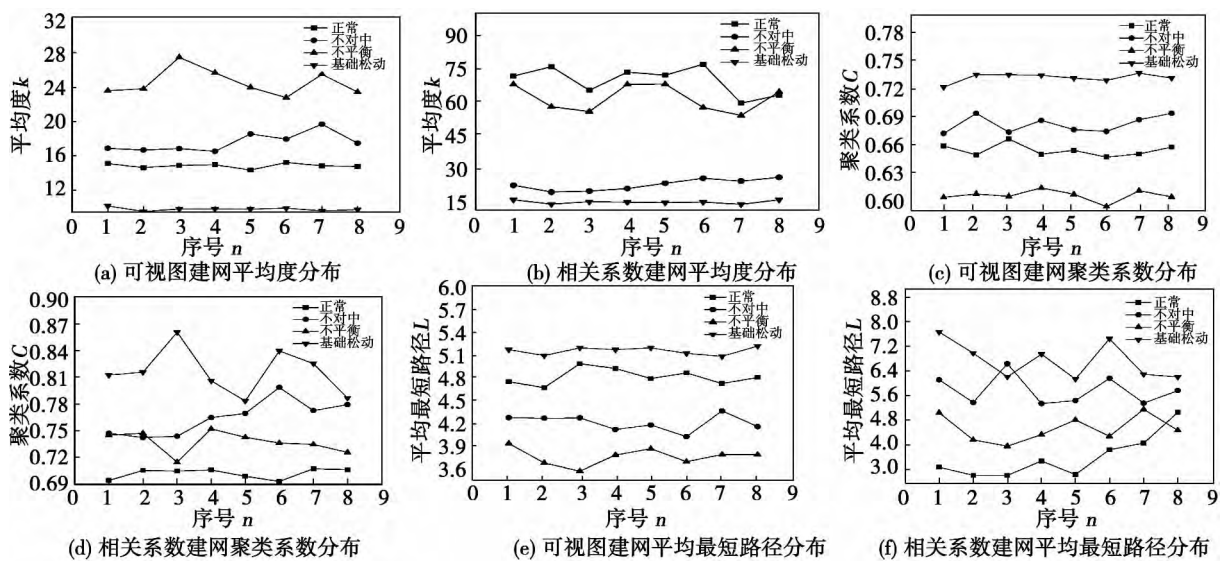 32
28
24
20
16
12
平均度k
正常
不对中
不平衡
基础松动
0 1 2 3 4 5 6 7 8 9
序号 n
(a) 可视图建网平均度分布
90
75
60
45
30
15
平均度k
正常
不对中
不平衡
基础松动
0 1 2 3 4 5 6 7 8 9
序号 n
(b) 相关系数建网平均度分布
0.78
0.75
0.72
0.69
0.66
0.63
0.60
聚类系数C
正常
不对中
不平衡
基础松动
0 1 2 3 4 5 6 7 8 9
序号 n
(c) 可视图建网聚类系数分布
0.90
0.87
0.84
0.81
0.78
0.75
0.72
0.69
聚类系数C
正常
不对中
不平衡
基础松动
0 1 2 3 4 5 6 7 8 9
序号 n
(d) 相关系数建网聚类系数分布
6.0
5.7
5.4
5.1
4.8
4.5
4.2
3.9
3.6
平均最短路径L
正常
不对中
不平衡
基础松动
0 1 2 3 4 5 6 7 8 9
序号 n
(e) 可视图建网平均最短路径分布
8.8
8.0
7.2
6.4
5.6
4.8
4.0
3.0
平均最短路径L
正常
不对中
不平衡
基础松动
0 1 2 3 4 5 6 7 8 9
序号 n
(f) 相关系数建网平均最短路径分布